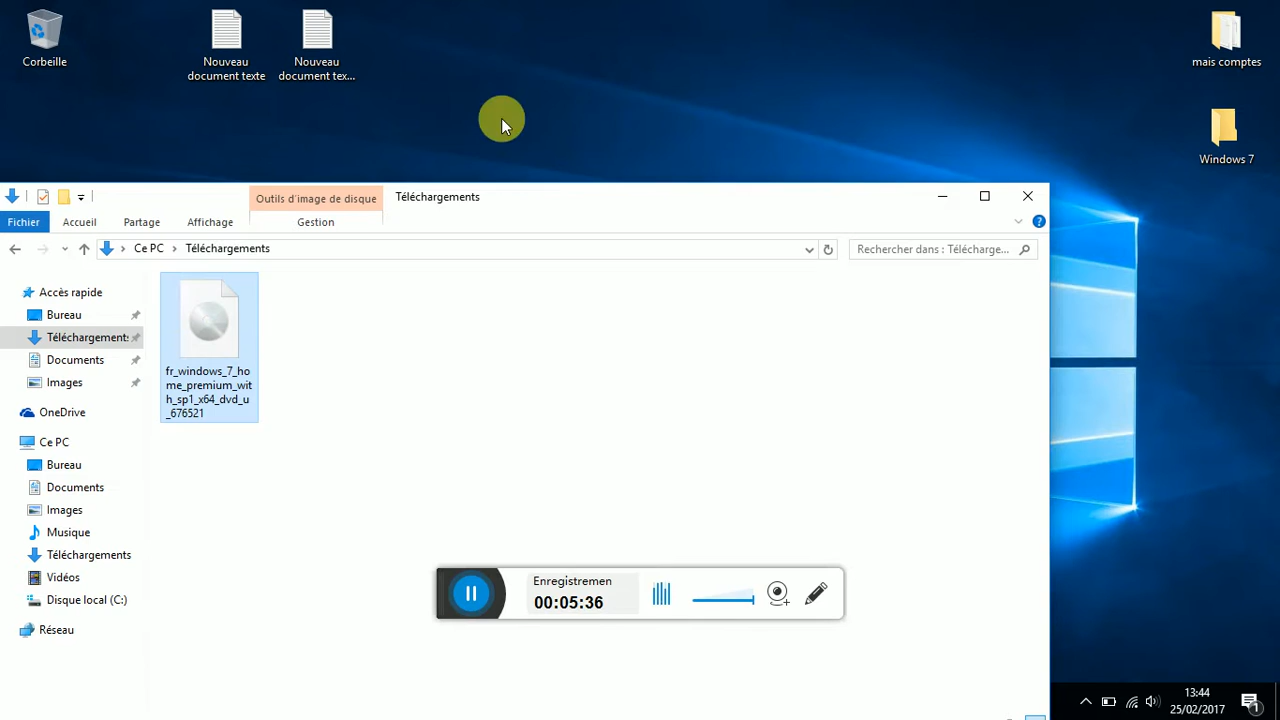 Corbeille
Nouveau
document texte
Nouveau
document tex...
mais comptes
Windows 7
Outils d'image de disque
Téléchargements
Fichier
Accueil
Partage
Affichage
Gestion
Ce PC
Téléchargements
Rechercher dans : Télécharge...
Accès rapide
Bureau
Téléchargements
Documents
Images
OneDrive
Ce PC
Bureau
Documents
Images
Musique
Téléchargements
Vidéos
Disque local (C:)
Réseau
fr_windows_7_ho
me_premium_wit
h_sp1_x64_dvd_u
_676521
Enregistremen
00:05:36
13:44
25/02/2017
1